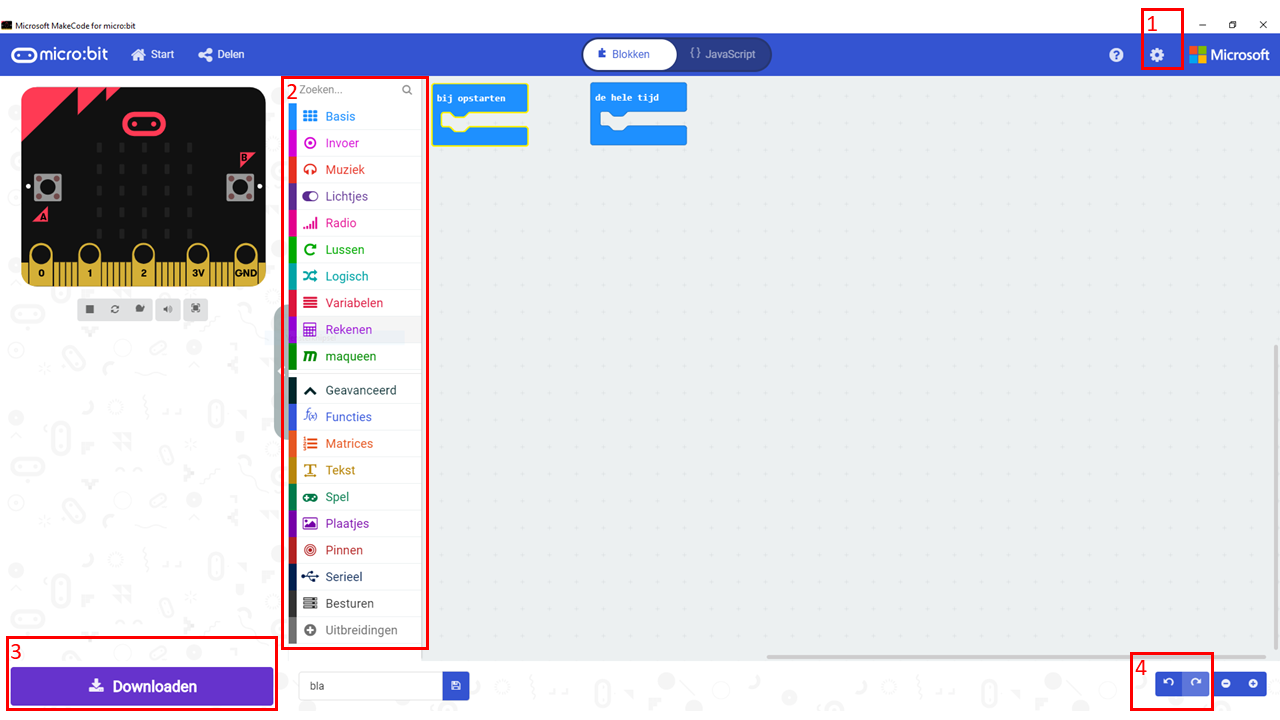 Microsoft MakeCode for micro:bit
1
micro:bit
Start
Delen
Blokken
{ } JavaScript
?
Microsoft
2
Zoeken...
Basis
Invoer
Muziek
Lichtjes
Radio
Lussen
Logisch
Variabelen
Rekenen
maqueen
Geavanceerd
f(x) Functies
Matrices
Tekst
Spel
Plaatjes
Pinnen
Serieel
Besturen
Uitbreidingen
bij opstarten
de hele tijd
B
A
0 1 2 3V GND
3
Downloaden
bla
4